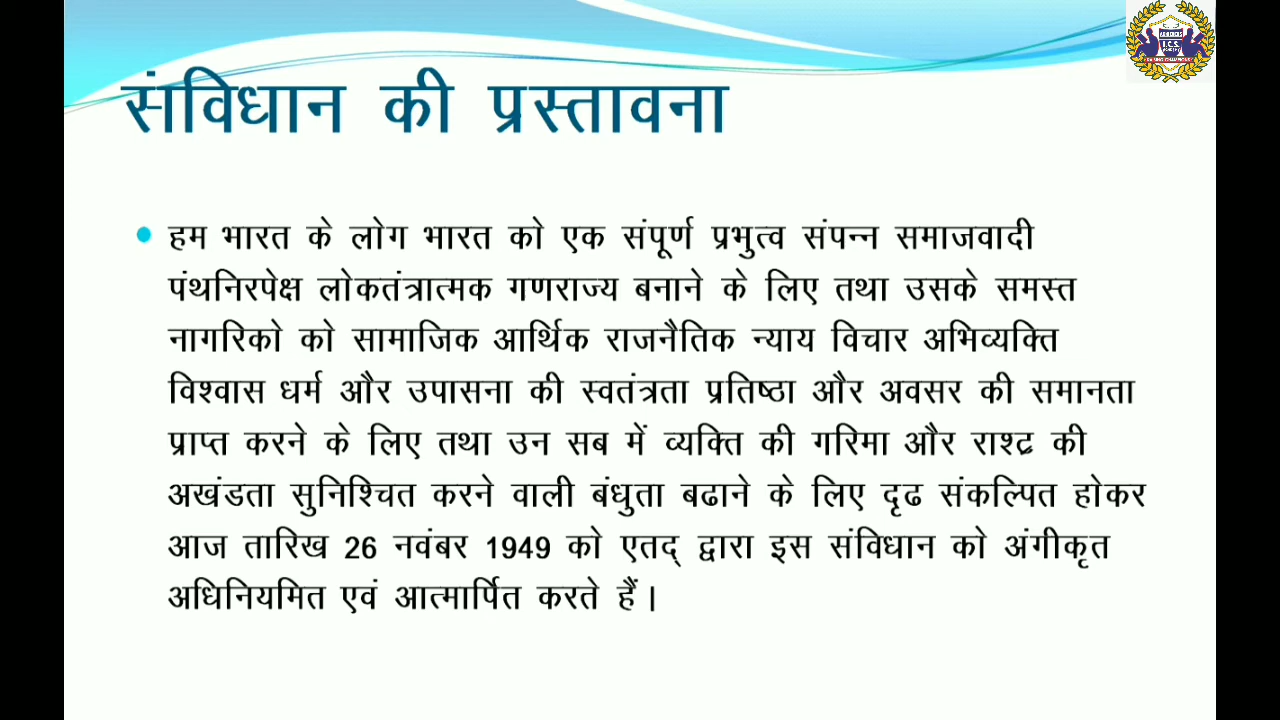 संविधान की प्रस्तावना
हम भारत के लोग भारत को एक संपूर्ण प्रभुत्व संपन्न समाजवादी
पंथनिरपेक्ष लोकतंत्रात्मक गणराज्य बनाने के लिए तथा उसके समस्त
नागरिको को सामाजिक आर्थिक राजनैतिक न्याय विचार अभिव्यक्ति
विश्वास धर्म और उपासना की स्वतंत्रता प्रतिष्ठा और अवसर की समानता
प्राप्त करने के लिए तथा उन सब में व्यक्ति की गरिमा और राश्ट्र की
अखंडता सुनिश्चित करने वाली बंधुता बढाने के लिए दृढ संकल्पित होकर
आज तारिख 26 नवंबर 1949 को एतद् द्वारा इस संविधान को अंगीकृत
अधिनियमित एवं आत्मार्पित करते हैं।
I.C.S.